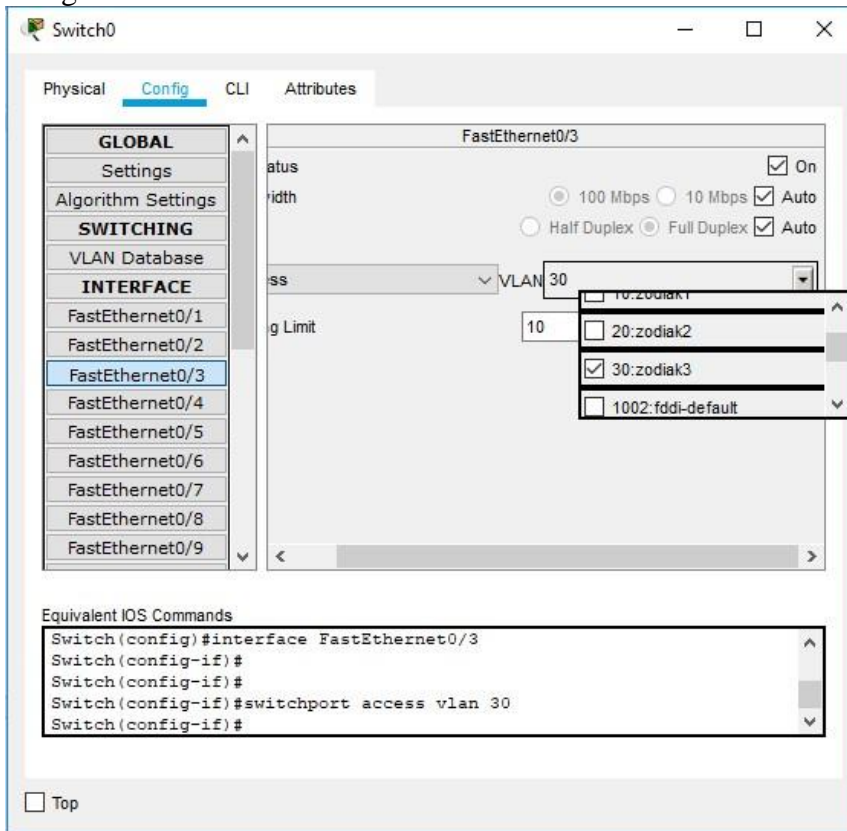 Switch0
Physical Config CLI Attributes
GLOBAL
Settings
Algorithm Settings
SWITCHING
VLAN Database
INTERFACE
FastEthernet0/1
FastEthernet0/2
FastEthernet0/3
FastEthernet0/4
FastEthernet0/5
FastEthernet0/6
FastEthernet0/7
FastEthernet0/8
FastEthernet0/9
FastEthernet0/3
atus On
idth 100 Mbps 10 Mbps Auto
Half Duplex Full Duplex Auto
ss VLAN 30
10:zodiak1
g Limit 10 20:zodiak2
30:zodiak3
1002:fddi-default
Equivalent IOS Commands
Switch(config)#interface FastEthernet0/3
Switch(config-if)#
Switch(config-if)#
Switch(config-if)#switchport access vlan 30
Switch(config-if)#
Top